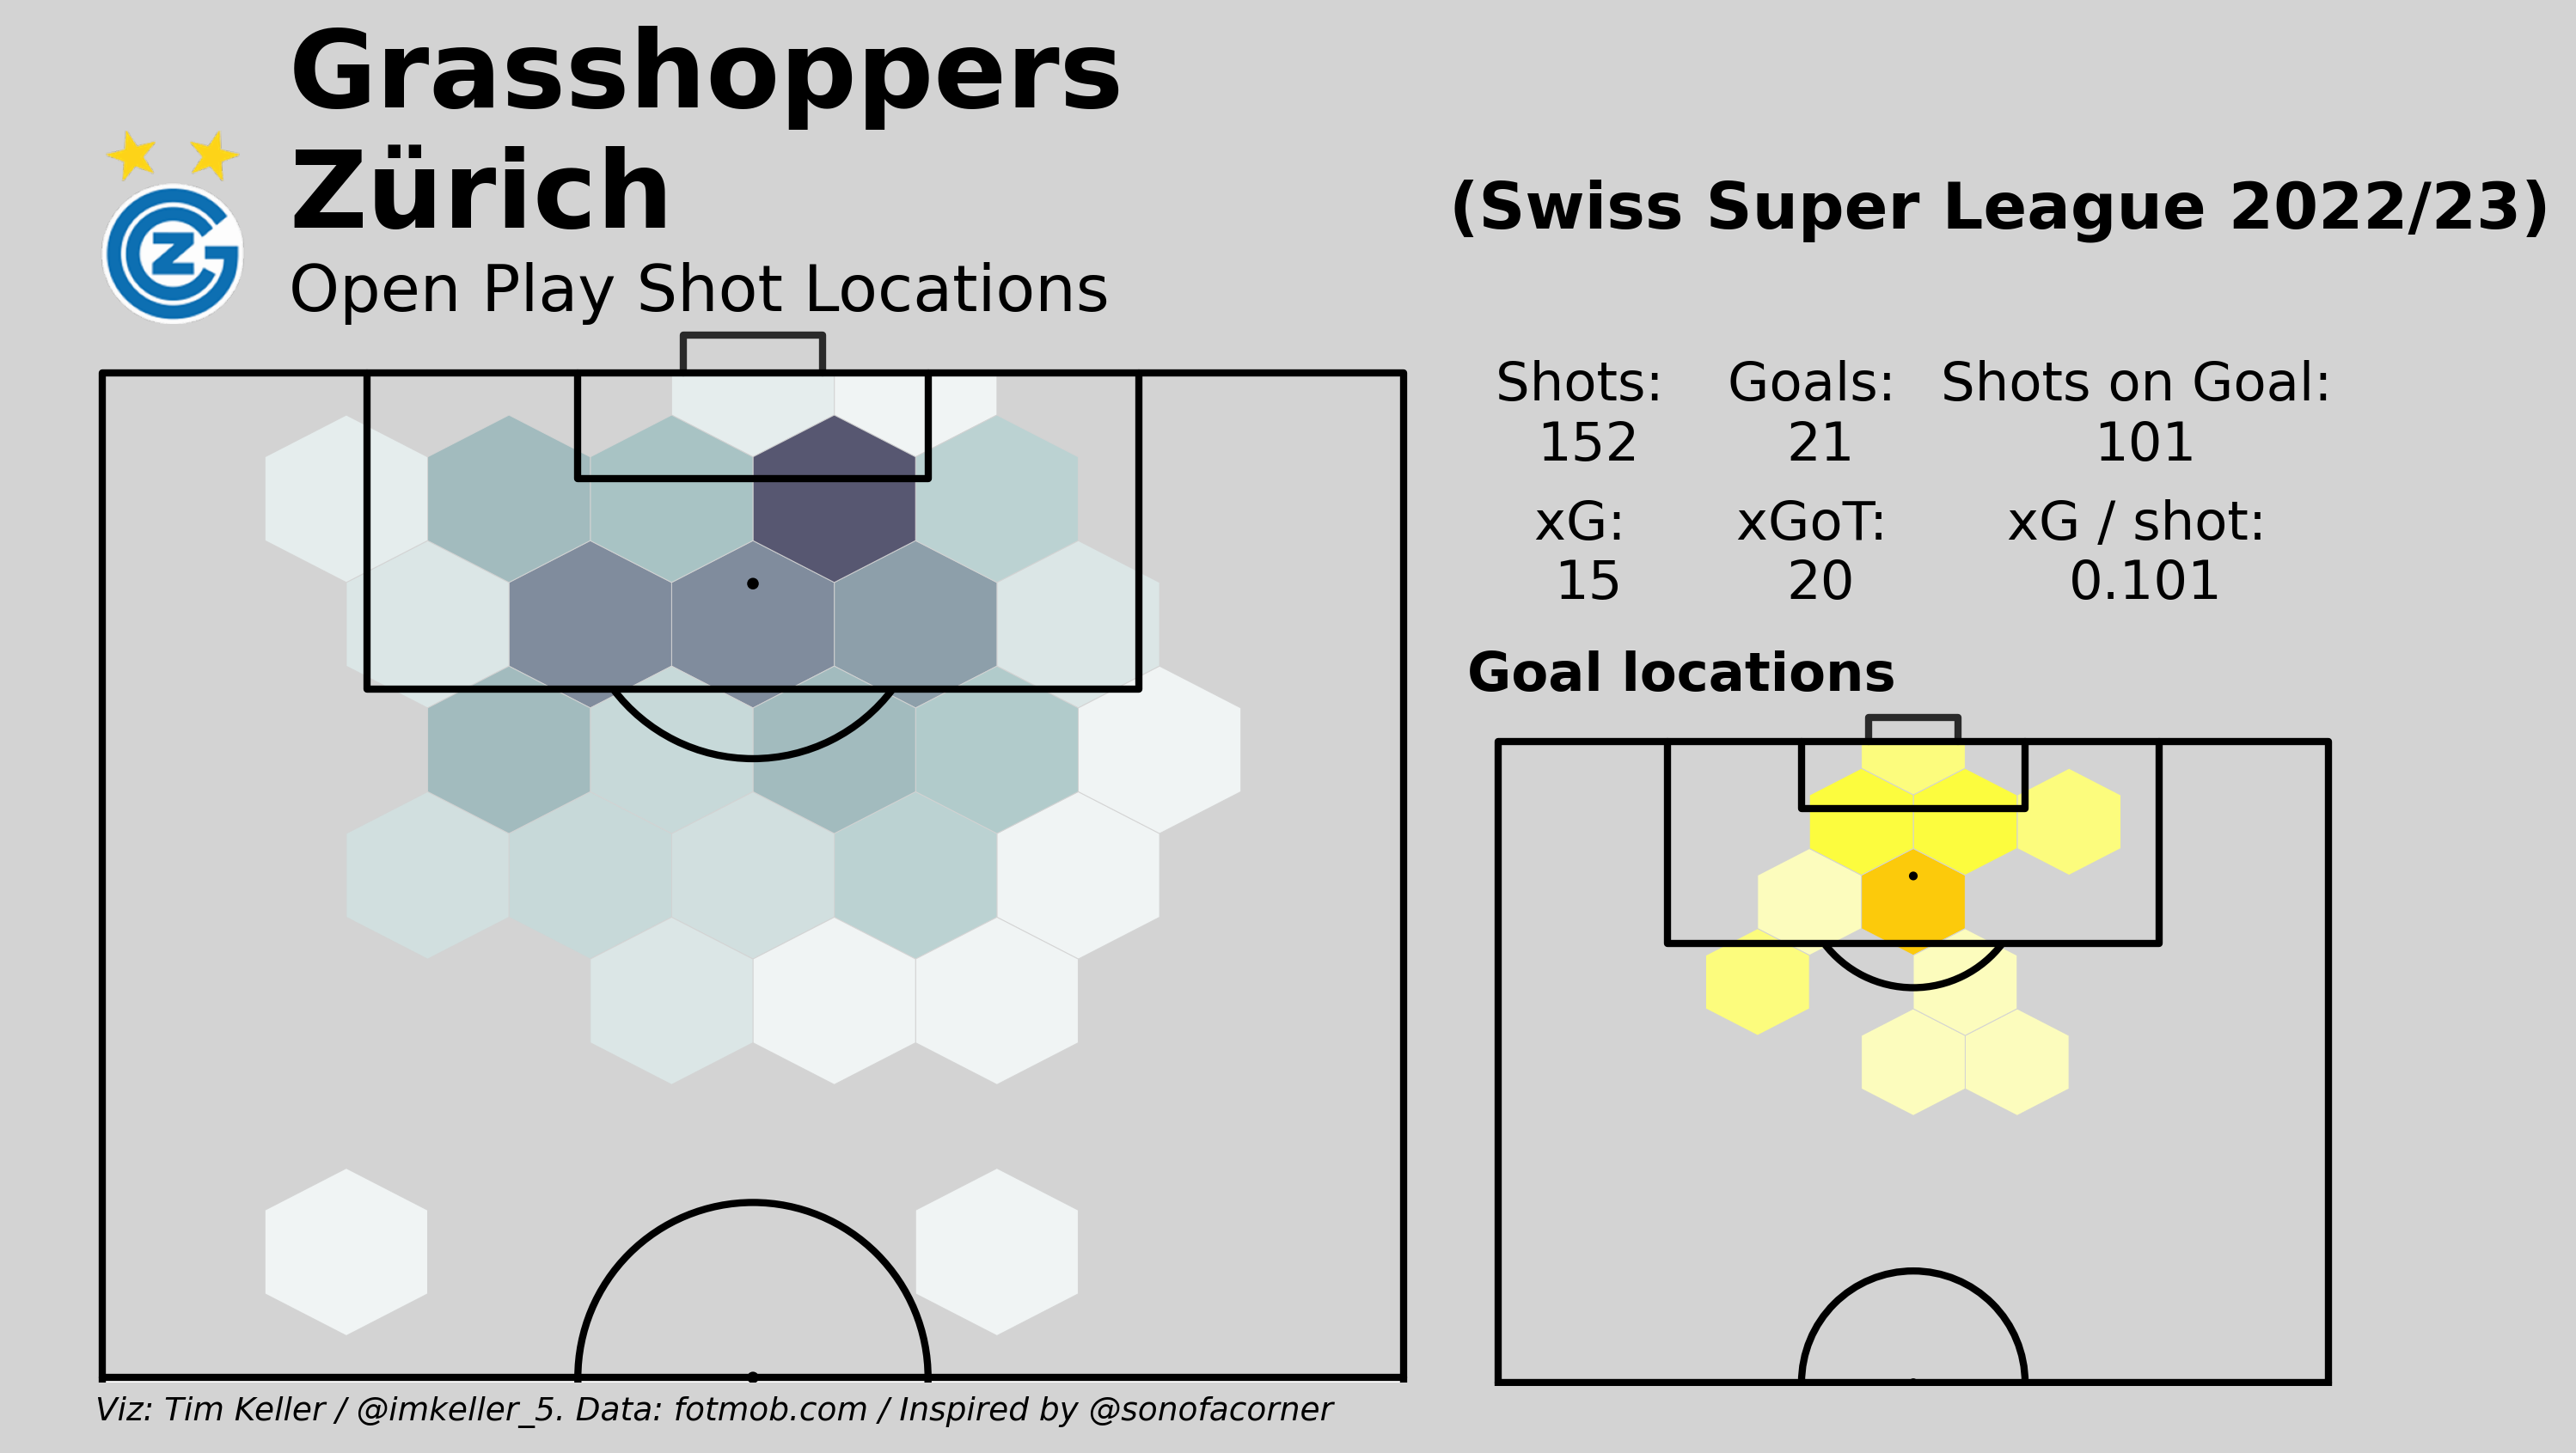 Grasshoppers
Zürich
(Swiss Super League 2022/23)
Open Play Shot Locations
Shots: Goals: Shots on Goal:
152 21 101
xG: xGoT: xG / shot:
15 20 0.101
Goal locations
Viz: Tim Keller / @imkeller_5. Data: fotmob.com / Inspired by @sonofacorner